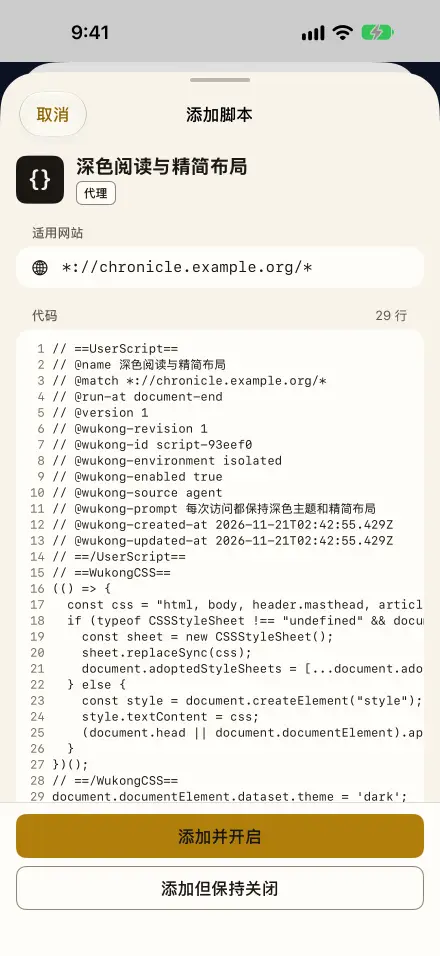 9:41
取消
添加脚本
{}
深色阅读与精简布局
代理
适用网站
*://chronicle.example.org/*
代码
29 行
1 // ==UserScript==
2 // @name 深色阅读与精简布局
3 // @match *://chronicle.example.org/*
4 // @run-at document-end
5 // @version 1
6 // @wukong-revision 1
7 // @wukong-id script-93eef0
8 // @wukong-environment isolated
9 // @wukong-enabled true
10 // @wukong-source agent
11 // @wukong-prompt 每次访问都保持深色主题和精简布局
12 // @wukong-created-at 2026-11-21T02:42:55.429Z
13 // @wukong-updated-at 2026-11-21T02:42:55.429Z
14 // ==/UserScript==
15 // ==WukongCSS==
16 (() => {
17   const css = "html, body, header.masthead, articl
18   if (typeof CSSStyleSheet !== "undefined" && docu
19     const sheet = new CSSStyleSheet();
20     sheet.replaceSync(css);
21     document.adoptedStyleSheets = [...document.ado
22   } else {
23     const style = document.createElement("style");
24     style.textContent = css;
25     (document.head || document.documentElement).ap
26   }
27 })();
28 // ==/WukongCSS==
29 document.documentElement.dataset.theme = 'dark';
添加并开启
添加但保持关闭